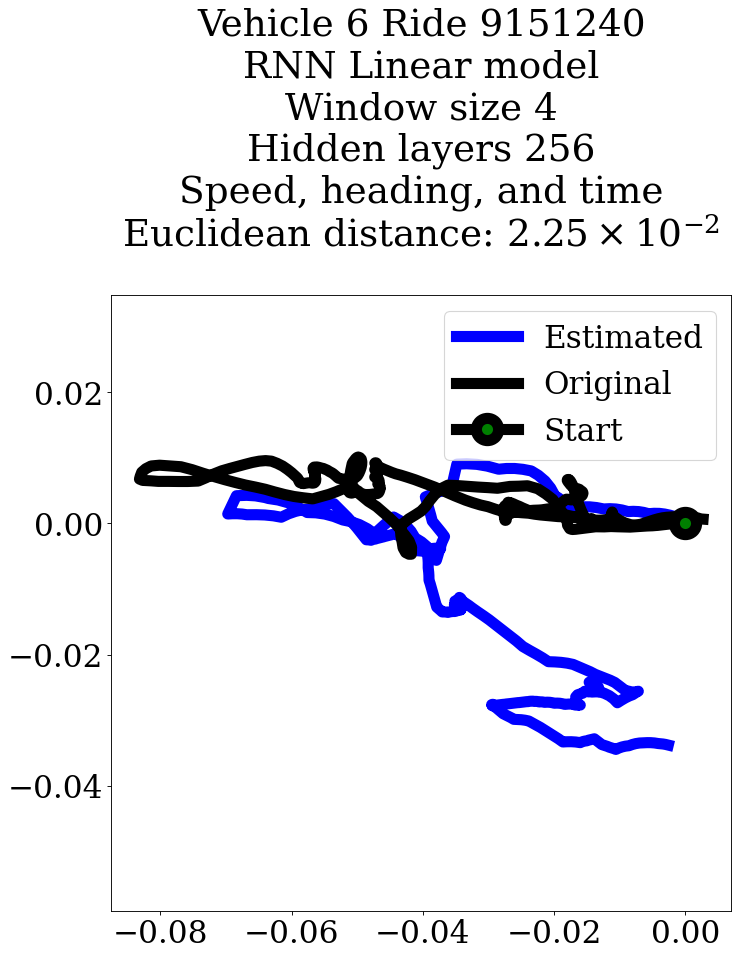 Vehicle 6 Ride 9151240
RNN Linear model
Window size 4
Hidden layers 256
Speed, heading, and time
Euclidean distance: 2.25 × 10⁻²
Estimated
Original
Start
0.02
0.00
−0.02
−0.04
−0.08 −0.06 −0.04 −0.02 0.00